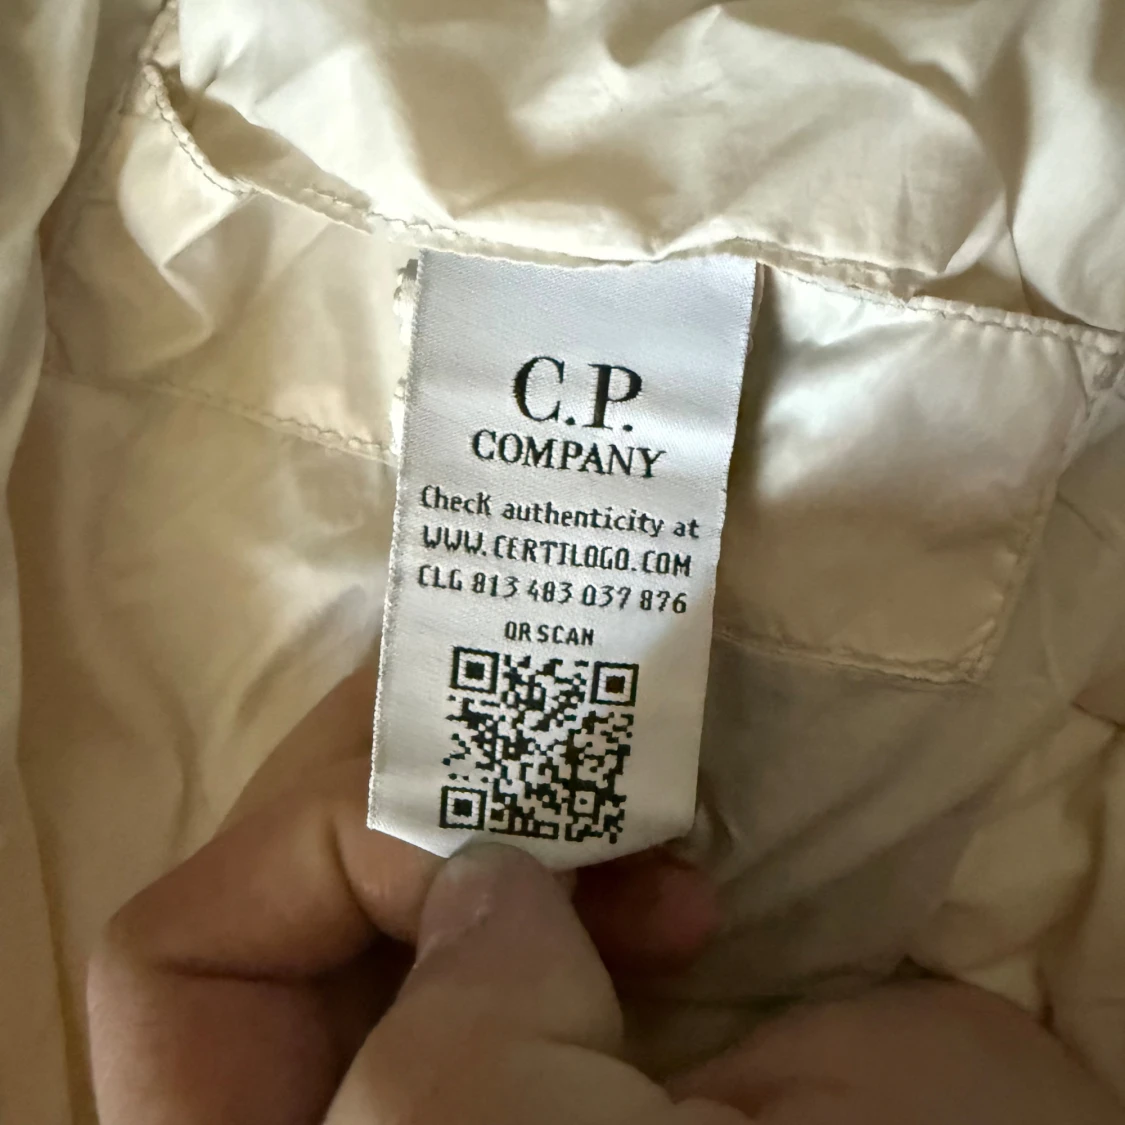 C.P.
COMPANY
Check authenticity at
WWW.CERTILOGO.COM
CLG 813 483 037 876
OR SCAN